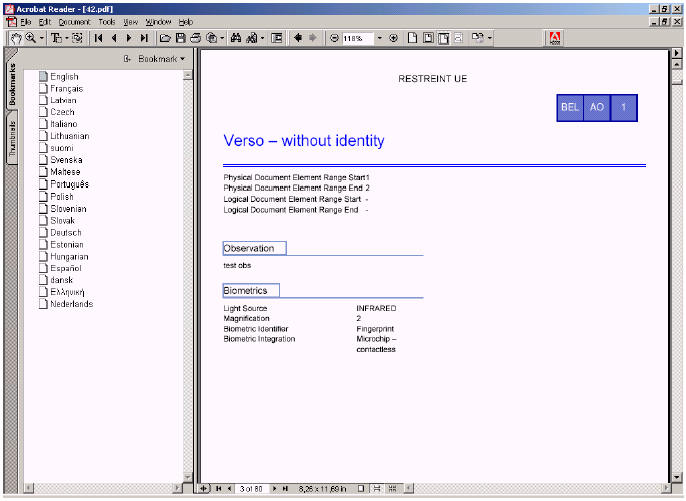 Acrobat Reader - [42.pdf]
File Edit Document Tools View Window Help
118%
Bookmark
Bookmarks
Thumbnails
English
Français
Latvian
Czech
Italiano
Lithuanian
suomi
Svenska
Maltese
Português
Polish
Slovenian
Slovak
Deutsch
Estonian
Hungarian
Español
dansk
Ελληνική
Nederlands
RESTREINT UE
BEL AO 1
Verso – without identity
Physical Document Element Range Start1
Physical Document Element Range End 2
Logical Document Element Range Start -
Logical Document Element Range End -
Observation
test obs
Biometrics
Light Source INFRARED
Magnification 2
Biometric Identifier Fingerprint
Biometric Integration Microchip –
contactless
3 of 80 8,26 x 11,69 in